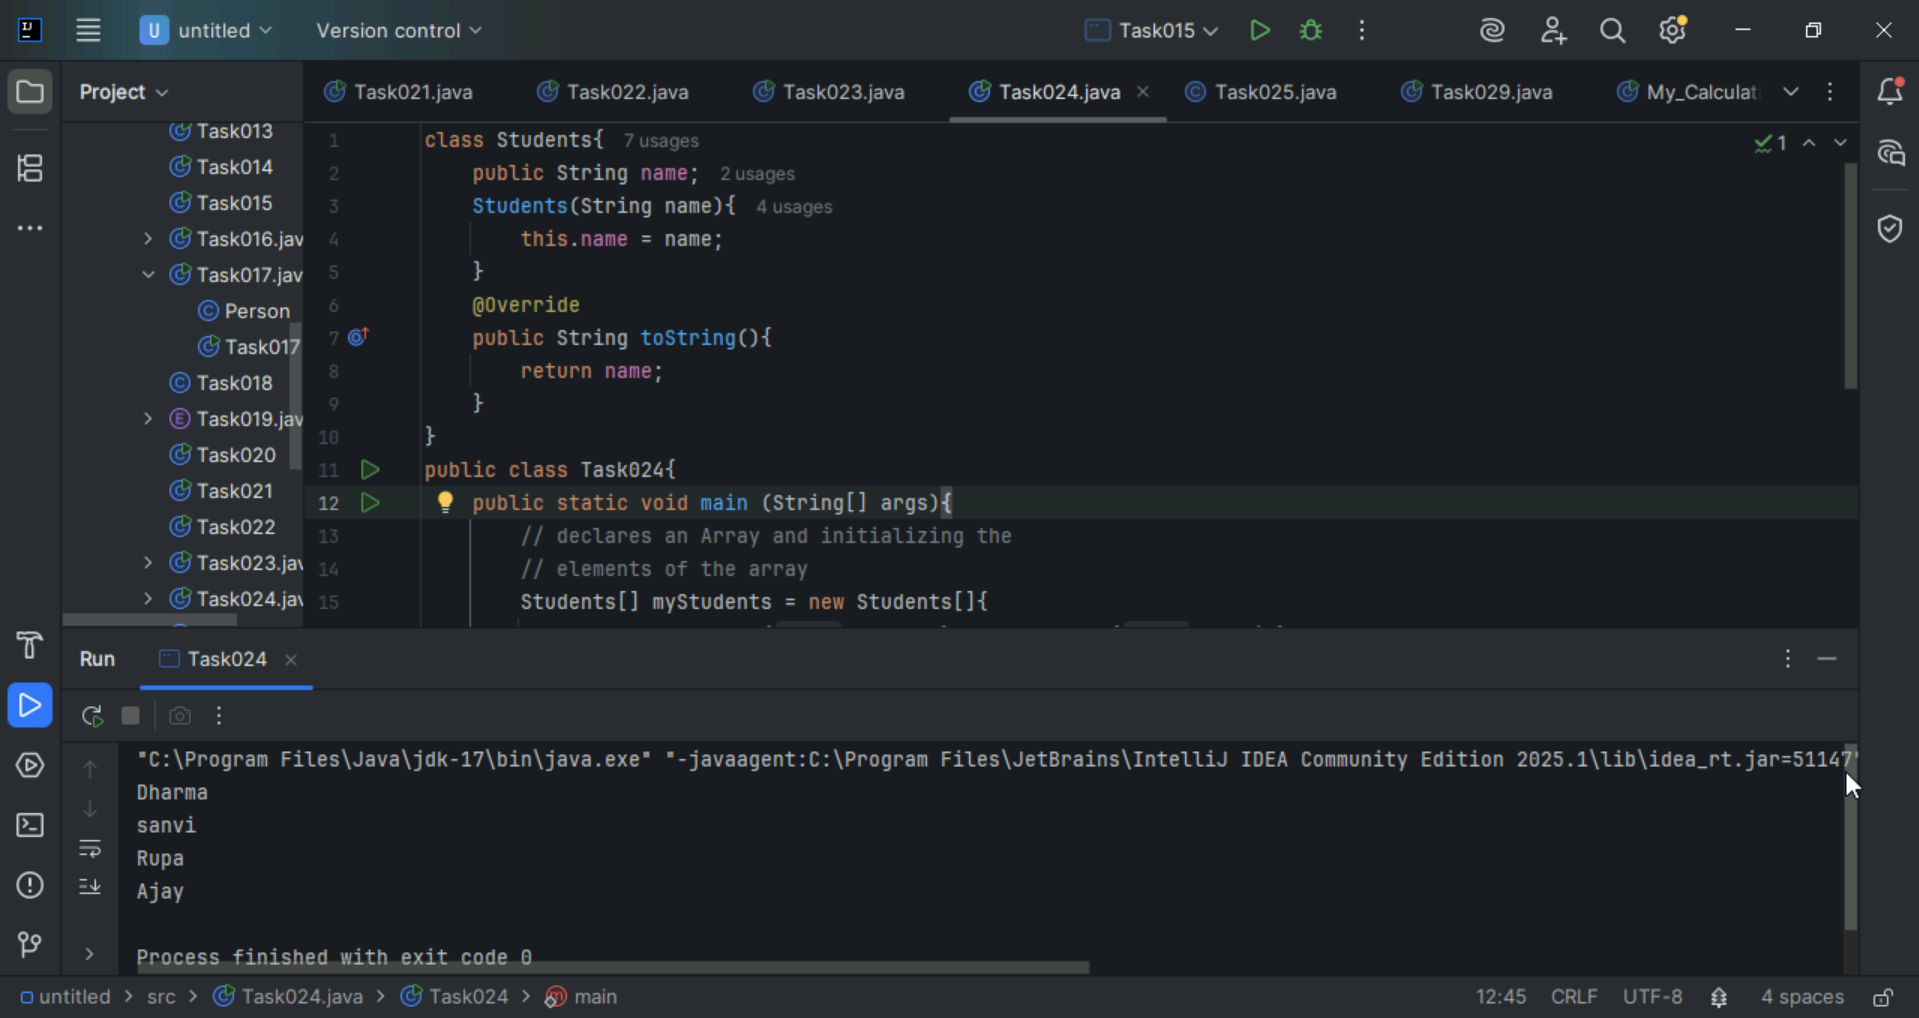 U untitled Version control Task015
Project Task021.java Task022.java Task023.java Task024.java Task025.java Task029.java My_Calculat
Task013
Task014
Task015
Task016.jav
Task017.jav
Person
Task017
Task018
E Task019.jav
Task020
Task021
Task022
Task023.jav
Task024.jav
1 class Students{ 7 usages
2 public String name; 2 usages
3 Students(String name){ 4 usages
4 this.name = name;
5 }
6 @Override
7 public String toString(){
8 return name;
9 }
10 }
11 public class Task024{
12 public static void main (String[] args){
13 // declares an Array and initializing the
14 // elements of the array
15 Students[] myStudents = new Students[]{
1
Run Task024
"C:\Program Files\Java\jdk-17\bin\java.exe" "-javaagent:C:\Program Files\JetBrains\IntelliJ IDEA Community Edition 2025.1\lib\idea_rt.jar=51147"
Dharma
sanvi
Rupa
Ajay
Process finished with exit code 0
untitled > src > Task024.java > Task024 > main
12:45 CRLF UTF-8 4 spaces